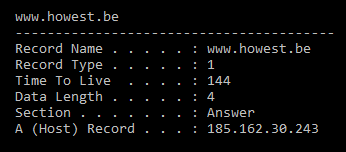 www.howest.be
----------------------------------------
Record Name . . . . . : www.howest.be
Record Type . . . . . : 1
Time To Live  . . . . : 144
Data Length . . . . . : 4
Section . . . . . . . : Answer
A (Host) Record . . . : 185.162.30.243